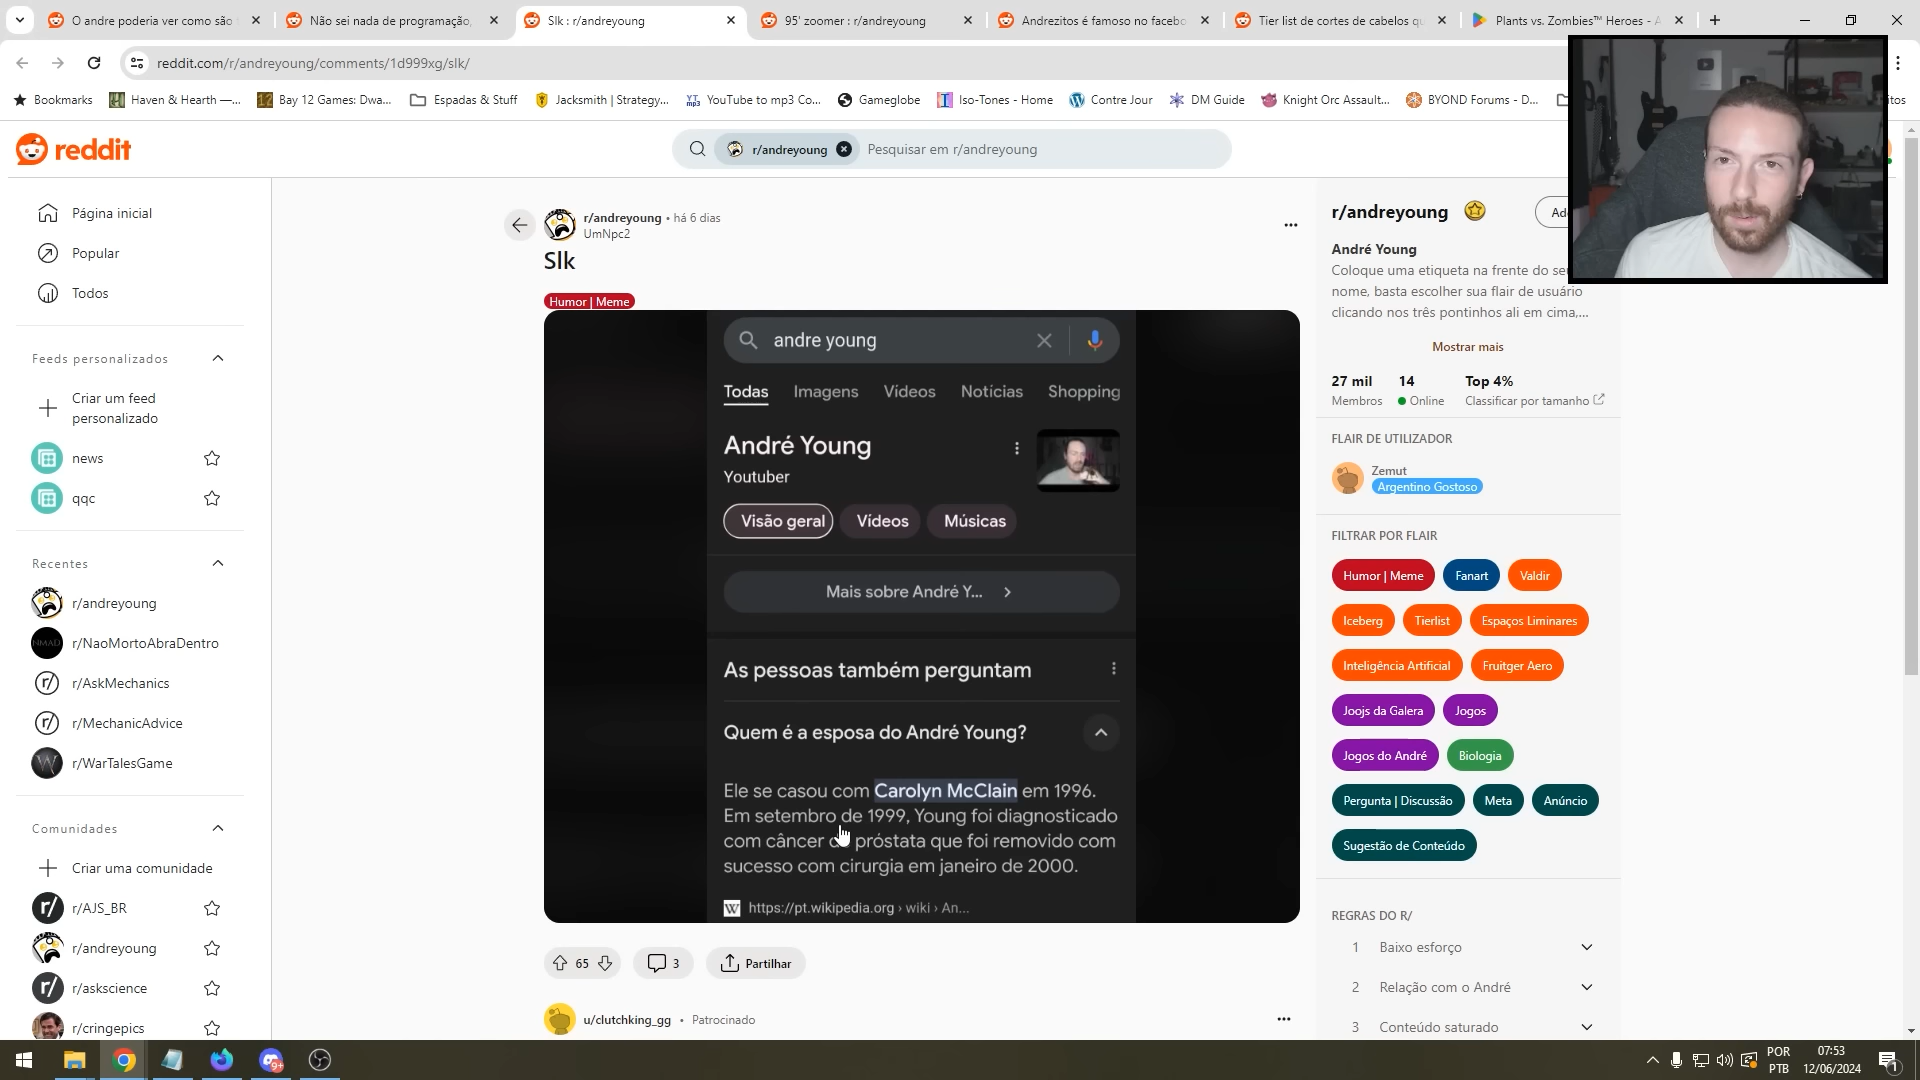 O andre poderia ver como são
Não sei nada de programação,
Slk : r/andreyoung
95' zoomer : r/andreyoung
Andrezitos é famoso no facebo
Tier list de cortes de cabelos qu
Plants vs. Zombies™ Heroes - A
reddit.com/r/andreyoung/comments/1d999xg/slk/
Bookmarks
Haven & Hearth —...
Bay 12 Games: Dwa...
Espadas & Stuff
Jacksmith | Strategy...
YouTube to mp3 Co...
Gameglobe
Iso-Tones - Home
Contre Jour
DM Guide
Knight Orc Assault...
BYOND Forums - D...
itos
reddit
r/andreyoung
Pesquisar em r/andreyoung
Página inicial
Popular
Todos
Feeds personalizados
Criar um feed
personalizado
news
qqc
Recentes
r/andreyoung
r/NaoMortoAbraDentro
r/AskMechanics
r/MechanicAdvice
r/WarTalesGame
Comunidades
Criar uma comunidade
r/AJS_BR
r/andreyoung
r/askscience
r/cringepics
r/andreyoung • há 6 dias
UmNpc2
Slk
Humor | Meme
andre young
Todas Imagens Vídeos Notícias Shopping
André Young
Youtuber
Visão geral Vídeos Músicas
Mais sobre André Y...
As pessoas também perguntam
Quem é a esposa do André Young?
Ele se casou com Carolyn McClain em 1996.
Em setembro de 1999, Young foi diagnosticado
com câncer de próstata que foi removido com
sucesso com cirurgia em janeiro de 2000.
https://pt.wikipedia.org › wiki › An...
65
3
Partilhar
u/clutchking_gg • Patrocinado
r/andreyoung
Ad
André Young
Coloque uma etiqueta na frente do seu
nome, basta escolher sua flair de usuário
clicando nos três pontinhos ali em cima,...
Mostrar mais
27 mil 14 Top 4%
Membros Online Classificar por tamanho
FLAIR DE UTILIZADOR
Zemut
Argentino Gostoso
FILTRAR POR FLAIR
Humor | Meme Fanart Valdir
Iceberg Tierlist Espaços Liminares
Inteligência Artificial Fruitger Aero
Joojs da Galera Jogos
Jogos do André Biologia
Pergunta | Discussão Meta Anúncio
Sugestão de Conteúdo
REGRAS DO R/
1 Baixo esforço
2 Relação com o André
3 Conteúdo saturado
9+
POR
PTB
07:53
12/06/2024
1